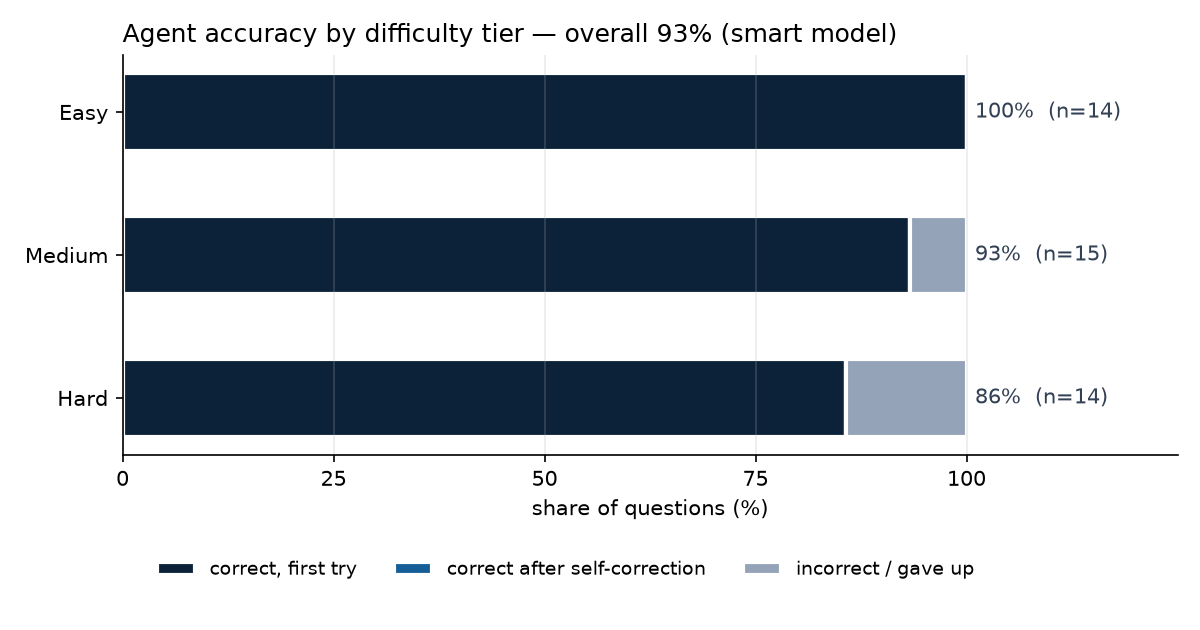 Agent accuracy by difficulty tier — overall 93% (smart model)
Easy
100% (n=14)
Medium
93% (n=15)
Hard
86% (n=14)
0 25 50 75 100
share of questions (%)
correct, first try correct after self-correction incorrect / gave up